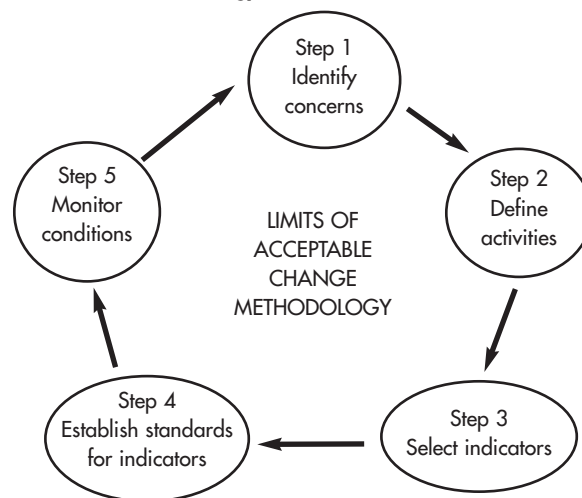 Step 1
Identify
concerns
Step 2
Define
activities
Step 3
Select indicators
Step 4
Establish standards
for indicators
Step 5
Monitor
conditions
LIMITS OF
ACCEPTABLE
CHANGE
METHODOLOGY